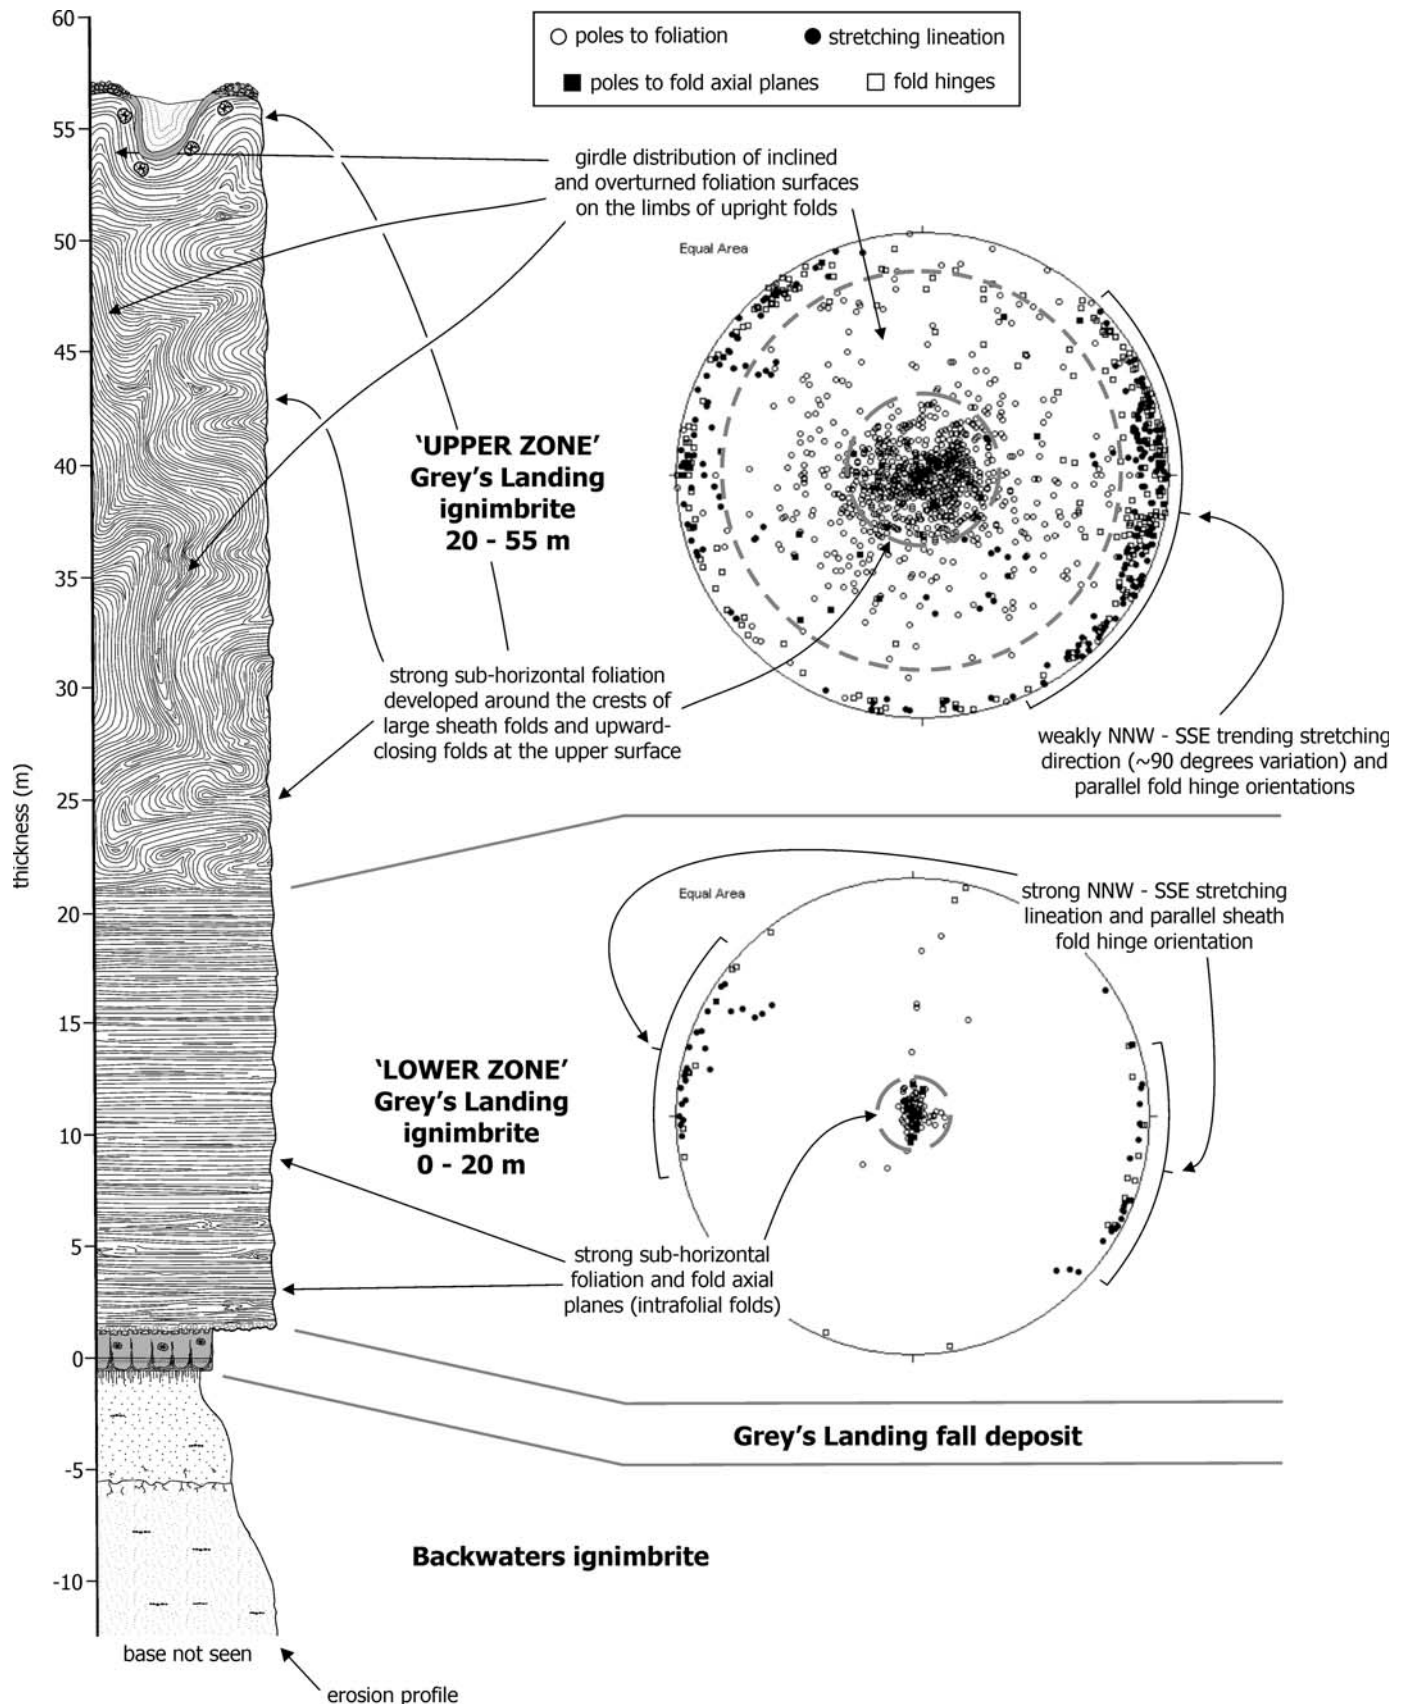 60
poles to foliation
stretching lineation
poles to fold axial planes
fold hinges
55
girdle distribution of inclined
and overturned foliation surfaces
on the limbs of upright folds
50
Equal Area
45
'UPPER ZONE'
Grey's Landing
ignimbrite
20 - 55 m
40
35
strong sub-horizontal foliation
developed around the crests of
large sheath folds and upward-
closing folds at the upper surface
30
weakly NNW - SSE trending stretching
direction (~90 degrees variation) and
parallel fold hinge orientations
25
thickness (m)
20
Equal Area
strong NNW - SSE stretching
lineation and parallel sheath
fold hinge orientation
15
'LOWER ZONE'
Grey's Landing
ignimbrite
0 - 20 m
10
5
strong sub-horizontal
foliation and fold axial
planes (intrafolial folds)
0
Grey's Landing fall deposit
-5
Backwaters ignimbrite
-10
base not seen
erosion profile